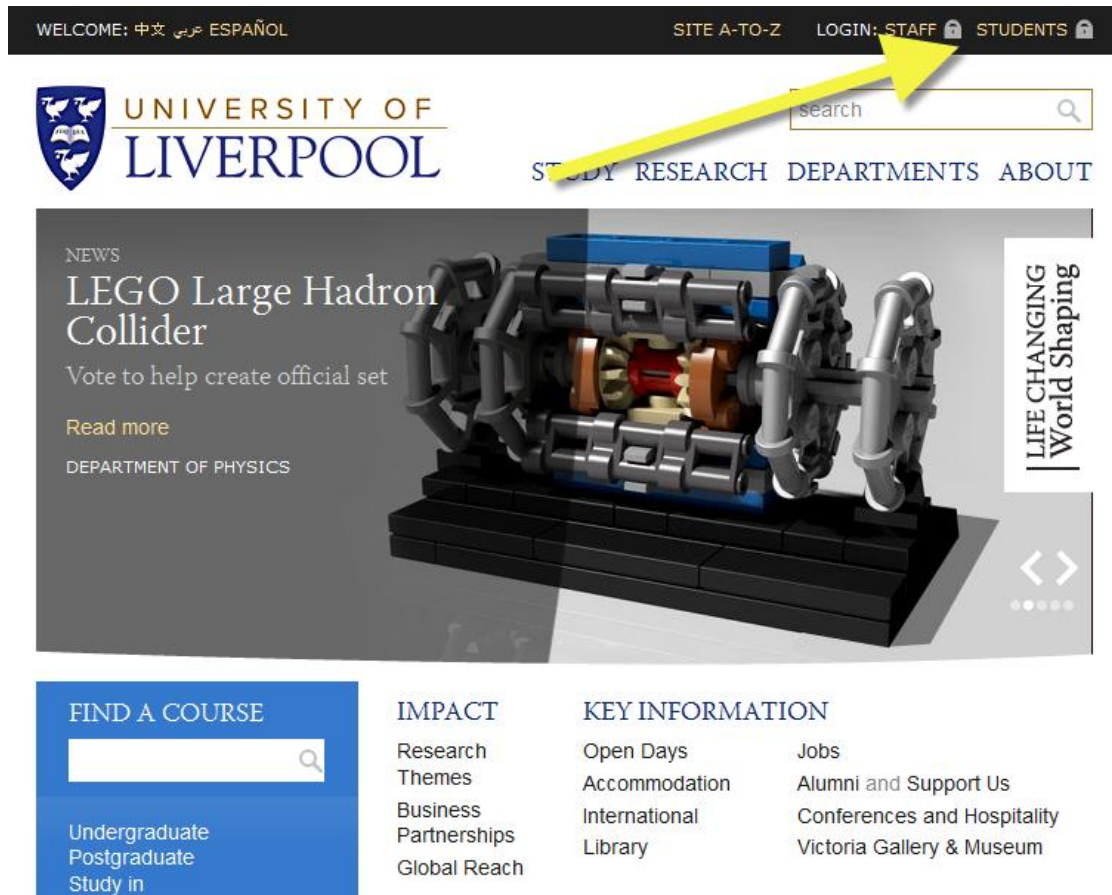 WELCOME: 中文 عربي ESPAÑOL
SITE A-TO-Z LOGIN: STAFF STUDENTS
UNIVERSITY OF
LIVERPOOL
search
STUDY RESEARCH DEPARTMENTS ABOUT
NEWS
LEGO Large Hadron
Collider
Vote to help create official set
Read more
DEPARTMENT OF PHYSICS
LIFE CHANGING
World Shaping
FIND A COURSE
Undergraduate
Postgraduate
Study in
IMPACT
Research
Themes
Business
Partnerships
Global Reach
KEY INFORMATION
Open Days
Accommodation
International
Library
Jobs
Alumni and Support Us
Conferences and Hospitality
Victoria Gallery & Museum